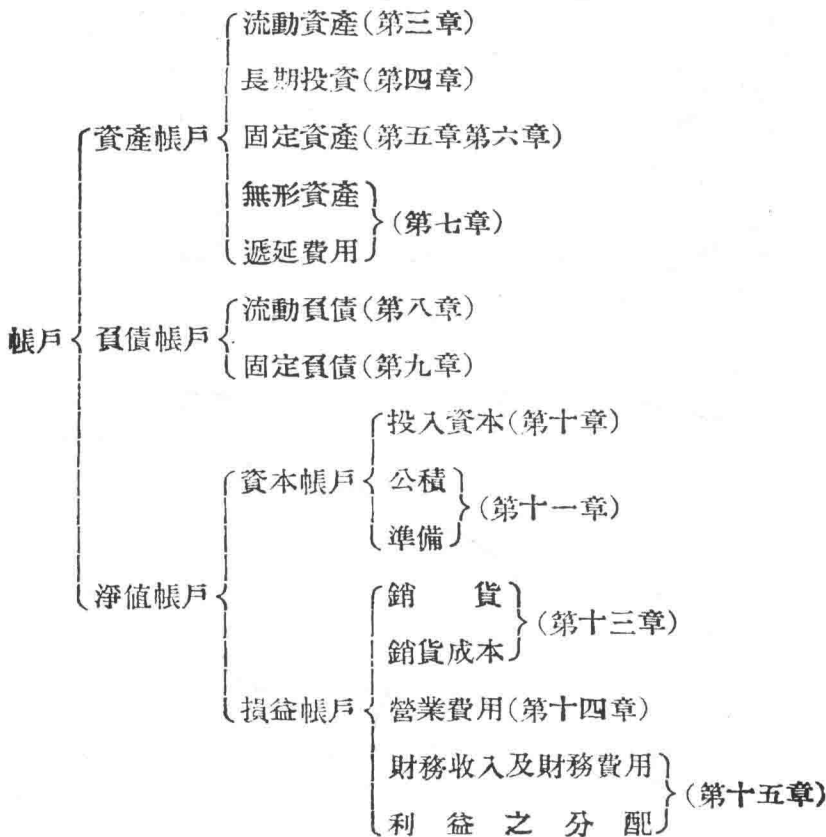 流動資產(第三章)
長期投資(第四章)
資產帳戶
固定資產(第五章第六章)
無形資產
(第七章)
遞延費用
流動負債(第八章)
帳戶
負債帳戶
固定負債(第九章)
投入資本(第十章)
資本帳戶
公積
(第十一章)
準備
淨值帳戶
銷貨
(第十三章)
銷貨成本
損益帳戶
營業費用(第十四章)
財務收入及財務費用
(第十五章)
利益之分配